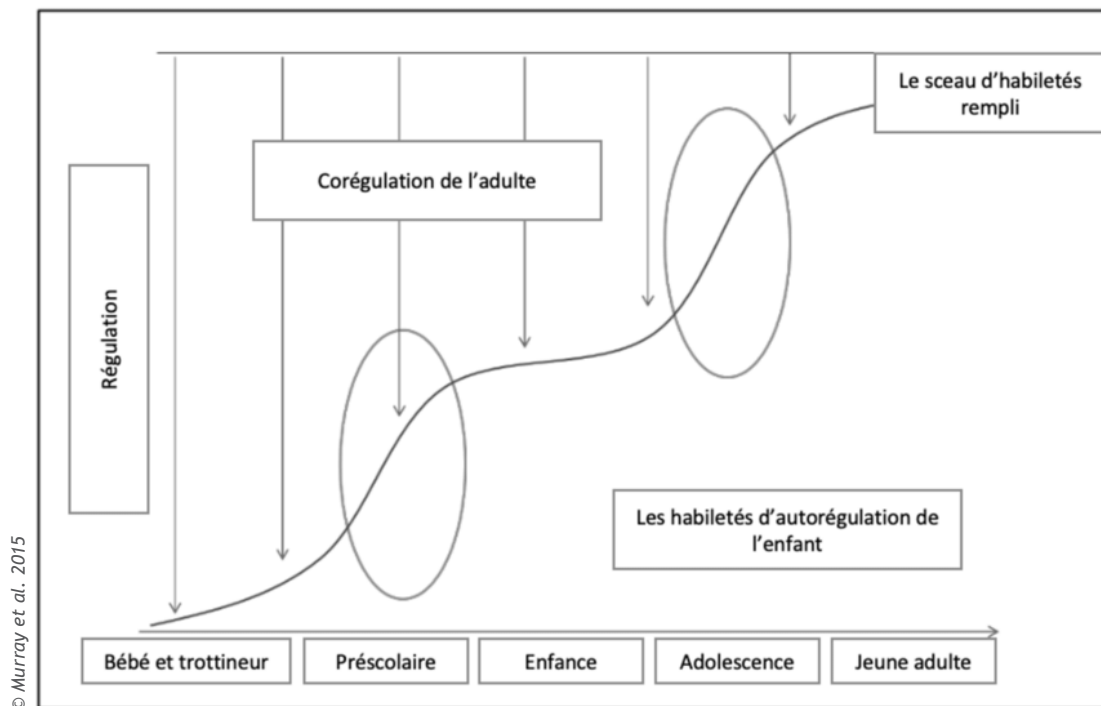 Le sceau d'habiletés
rempli
Corégulation de l'adulte
Régulation
Les habiletés d'autorégulation de
l'enfant
Bébé et trottineur
Préscolaire
Enfance
Adolescence
Jeune adulte
© Murray et al. 2015